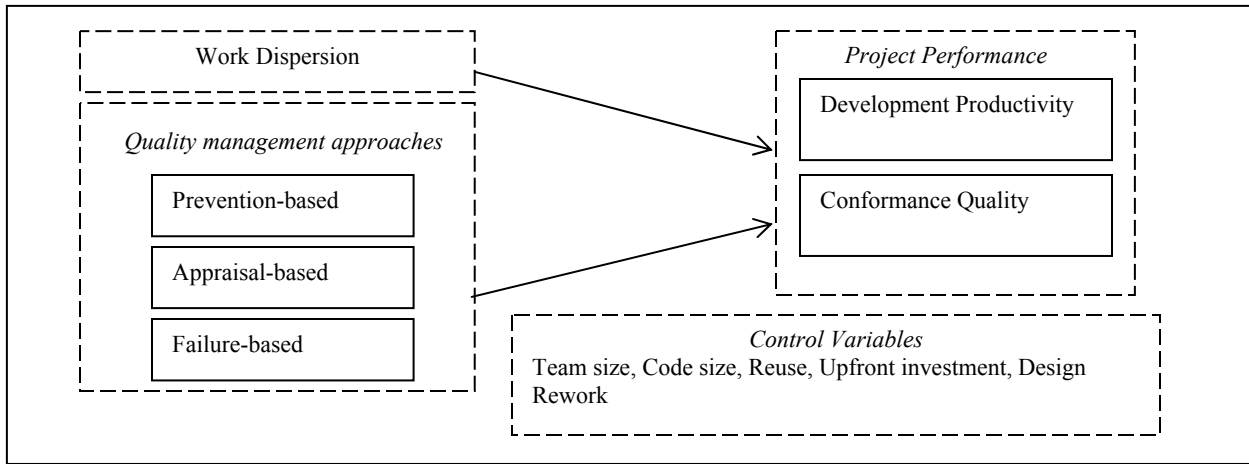 Work Dispersion
Quality management approaches
Prevention-based
Appraisal-based
Failure-based
Project Performance
Development Productivity
Conformance Quality
Control Variables
Team size, Code size, Reuse, Upfront investment, Design
Rework